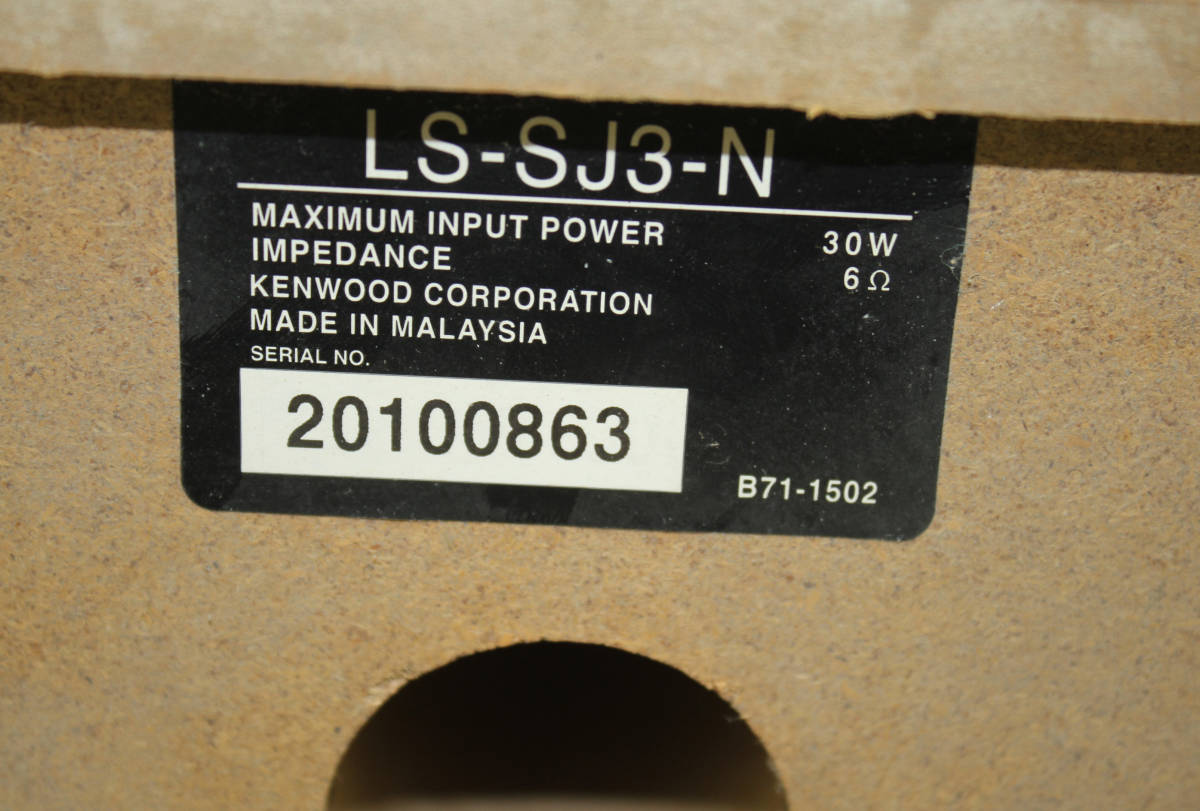 LS-SJ3-N
MAXIMUM INPUT POWER 30W
IMPEDANCE 6Ω
KENWOOD CORPORATION
MADE IN MALAYSIA
SERIAL NO.
20100863
B71-1502